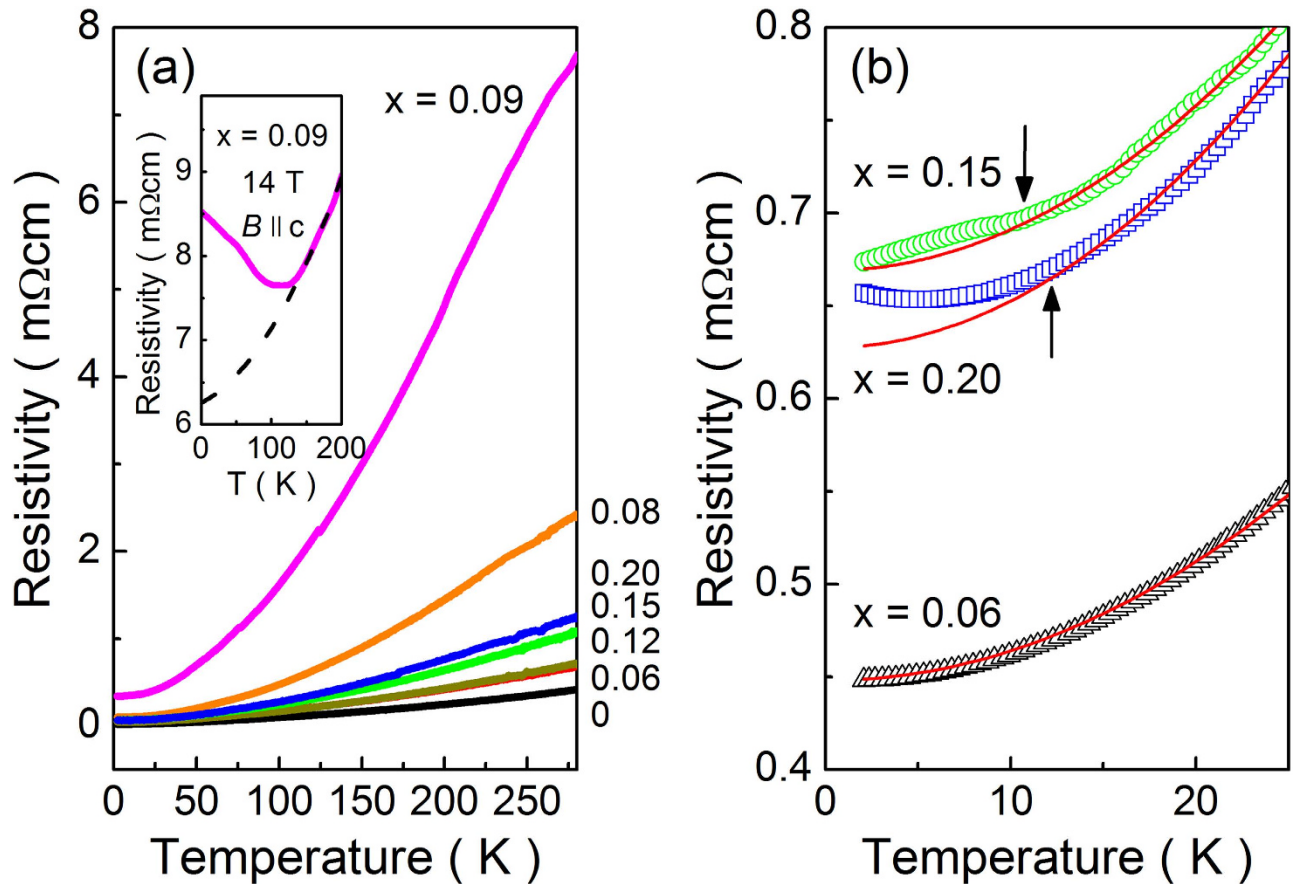 (a)
x = 0.09
8
6
4
2
0
Resistivity ( mΩcm )
0
50
100
150
200
250
Temperature ( K )
x = 0.09
14 T
B || c
9
8
7
6
Resistivity ( mΩcm )
0
100
200
T ( K )
0.08
0.20
0.15
0.12
0.06
0
(b)
0.8
0.7
0.6
0.5
0.4
Resistivity ( mΩcm )
x = 0.15
x = 0.20
x = 0.06
0
10
20
Temperature ( K )